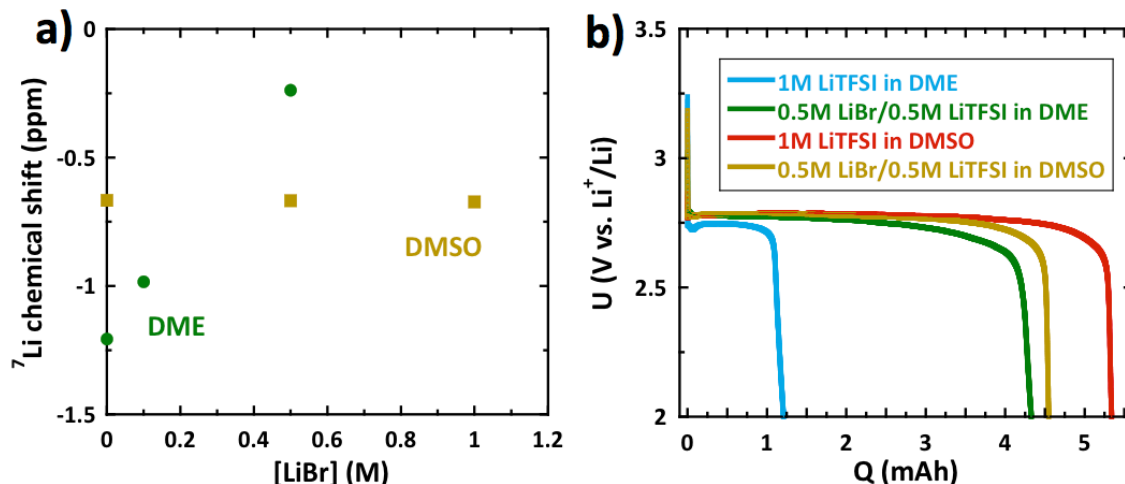 a)
0
-0.5
-1
-1.5
⁷Li chemical shift (ppm)
DMSO
DME
0 0.2 0.4 0.6 0.8 1 1.2
[LiBr] (M)
b)
3.5
3
2.5
2
U (V vs. Li⁺/Li)
1M LiTFSI in DME
0.5M LiBr/0.5M LiTFSI in DME
1M LiTFSI in DMSO
0.5M LiBr/0.5M LiTFSI in DMSO
0 1 2 3 4 5
Q (mAh)